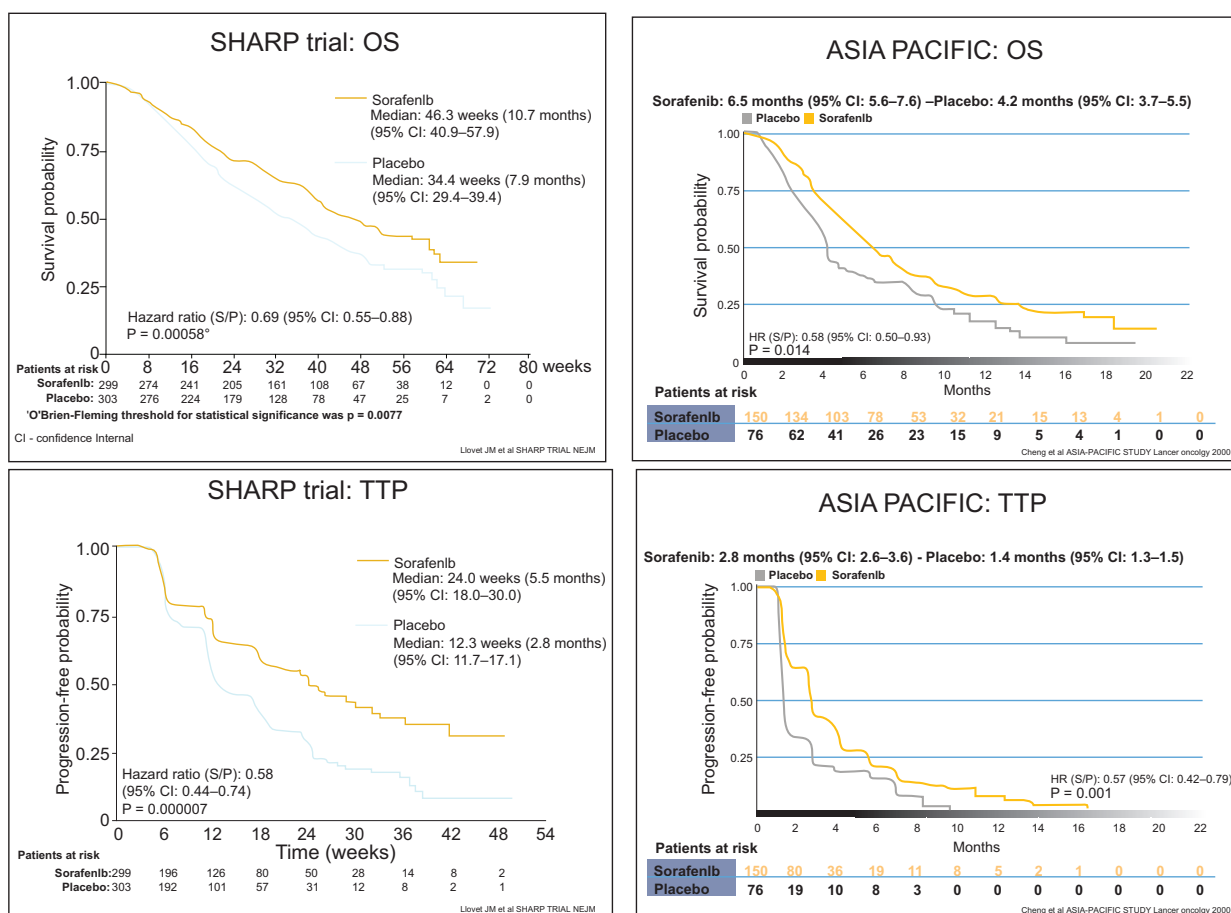 SHARP trial: OS
1.00
0.75
0.50
0.25
0
Survival probability
Sorafenlb
Median: 46.3 weeks (10.7 months)
(95% CI: 40.9–57.9)
Placebo
Median: 34.4 weeks (7.9 months)
(95% CI: 29.4–39.4)
Hazard ratio (S/P): 0.69 (95% CI: 0.55–0.88)
P = 0.00058°
0 8 16 24 32 40 48 56 64 72 80 weeks
Patients at risk
Sorafenlb: 299 274 241 205 161 108 67 38 12 0 0
Placebo: 303 276 224 179 128 78 47 25 7 2 0
'O'Brien-Fleming threshold for statistical significance was p = 0.0077
CI - confidence Internal
Llovet JM et al SHARP TRIAL NEJM
ASIA PACIFIC: OS
Sorafenib: 6.5 months (95% CI: 5.6–7.6) –Placebo: 4.2 months (95% CI: 3.7–5.5)
Placebo Sorafenlb
1.00
0.75
0.50
0.25
0
Survival probability
HR (S/P): 0.58 (95% CI: 0.50–0.93)
P = 0.014
0 2 4 6 8 10 12 14 16 18 20 22
Months
Patients at risk
Sorafenlb 150 134 103 78 53 32 21 15 13 4 1 0
Placebo 76 62 41 26 23 15 9 5 4 1 0 0
Cheng et al ASIA-PACIFIC STUDY Lancer oncolgy 2000
SHARP trial: TTP
1.00
0.75
0.50
0.25
0
Progression-free probability
Sorafenlb
Median: 24.0 weeks (5.5 months)
(95% CI: 18.0–30.0)
Placebo
Median: 12.3 weeks (2.8 months)
(95% CI: 11.7–17.1)
Hazard ratio (S/P): 0.58
(95% CI: 0.44–0.74)
P = 0.000007
0 6 12 18 24 30 36 42 48 54
Time (weeks)
Patients at risk
Sorafenlb:299 196 126 80 50 28 14 8 2
Placebo: 303 192 101 57 31 12 8 2 1
Llovet JM et al SHARP TRIAL NEJM
ASIA PACIFIC: TTP
Sorafenib: 2.8 months (95% CI: 2.6–3.6) - Placebo: 1.4 months (95% CI: 1.3–1.5)
Placebo Sorafenlb
1.00
0.75
0.50
0.25
0
Progression-free probability
HR (S/P): 0.57 (95% CI: 0.42–0.79)
P = 0.001
0 2 4 6 8 10 12 14 16 18 20 22
Months
Patients at risk
Sorafenlb 150 80 36 19 11 8 5 2 1 0 0 0
Placebo 76 19 10 8 3 0 0 0 0 0 0 0
Cheng et al ASIA-PACIFIC STUDY Lancer oncolgy 2000